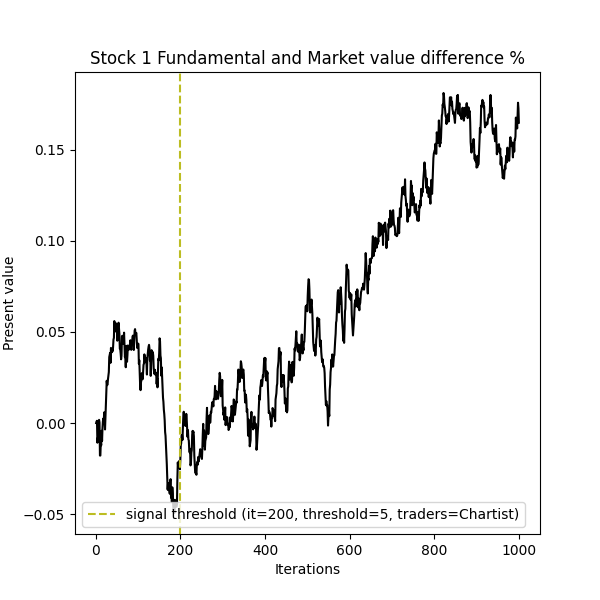 Stock 1 Fundamental and Market value difference %
0.15
0.10
0.05
0.00
−0.05
Present value
signal threshold (it=200, threshold=5, traders=Chartist)
0 200 400 600 800 1000
Iterations